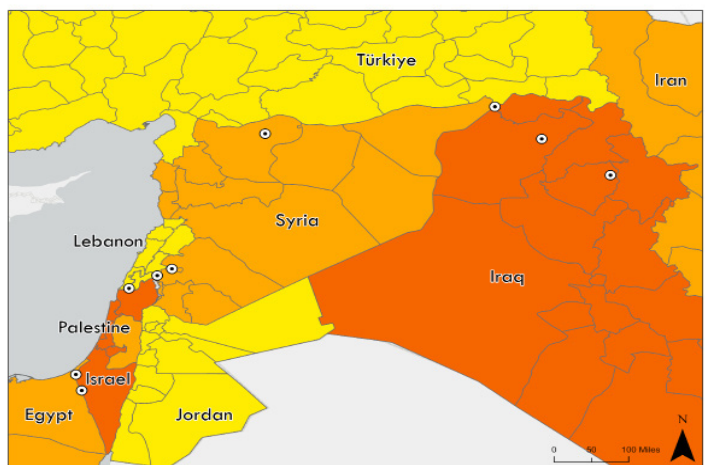 Türkiye
Iran
Syria
Lebanon
Iraq
Palestine
Israel
Egypt
Jordan
N
0 50 100 Miles